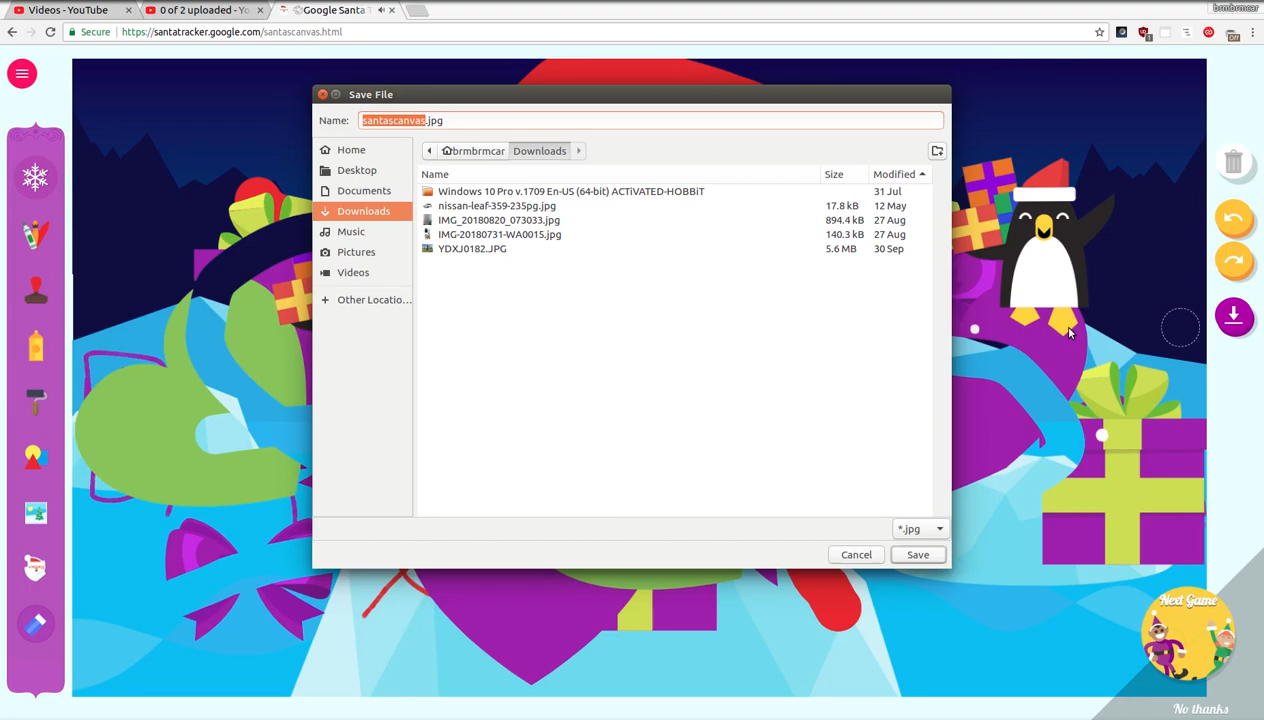 Videos - YouTube
0 of 2 uploaded - Yo
Google Santa T
brmbrmcar
Secure
https://santatracker.google.com/santascanvas.html
1
Off
Save File
Name:
santascanvas.jpg
Home
Desktop
Documents
Downloads
Music
Pictures
Videos
Other Locatio...
brmbrmcar
Downloads
Name
Size
Modified
Windows 10 Pro v.1709 En-US (64-bit) ACTiVATED-HOBBiT
31 Jul
nissan-leaf-359-235pg.jpg
17.8 kB
12 May
IMG_20180820_073033.jpg
894.4 kB
27 Aug
IMG-20180731-WA0015.jpg
140.3 kB
27 Aug
YDXJ0182.JPG
5.6 MB
30 Sep
*.jpg
Cancel
Save
Next Game
No thanks